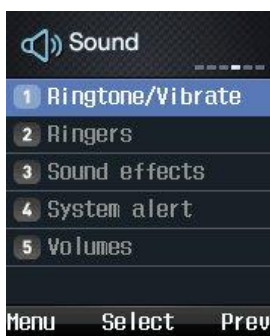 Sound
1 Ringtone/Vibrate
2 Ringers
3 Sound effects
4 System alert
5 Volumes
Menu Select Prev